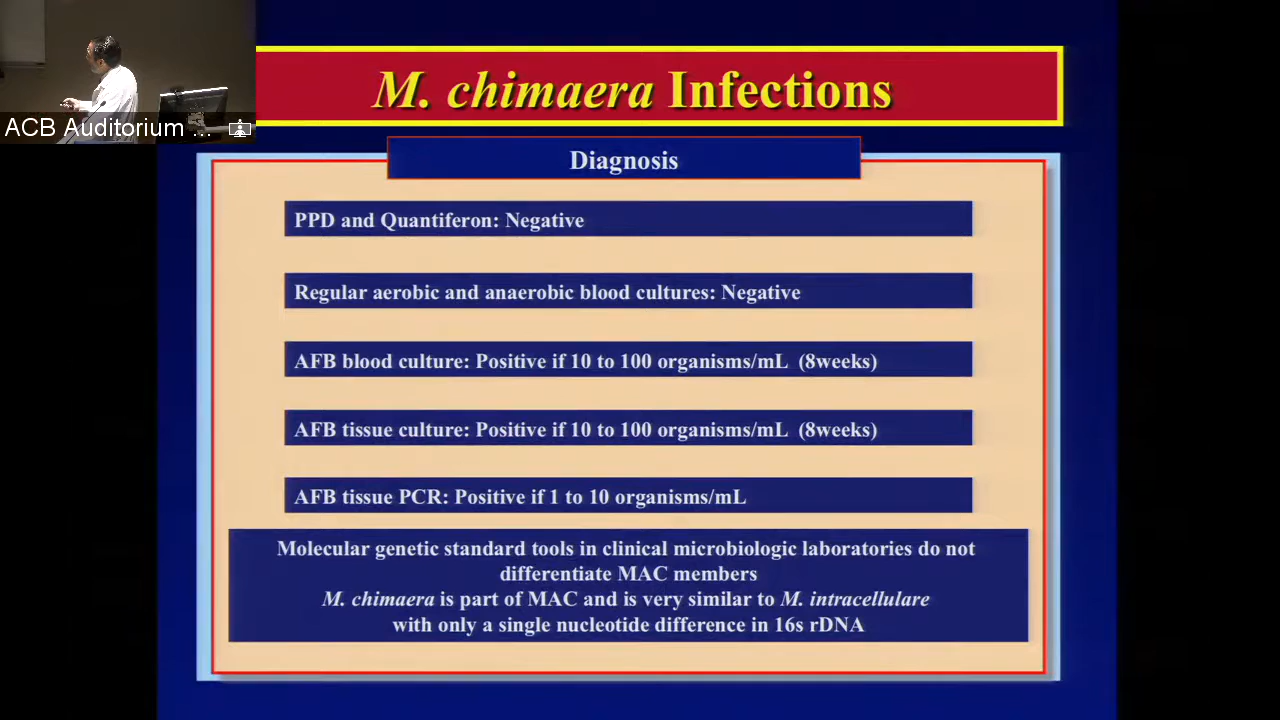 M. chimaera Infections
ACB Auditorium ...
Diagnosis
PPD and Quantiferon: Negative
Regular aerobic and anaerobic blood cultures: Negative
AFB blood culture: Positive if 10 to 100 organisms/mL (8weeks)
AFB tissue culture: Positive if 10 to 100 organisms/mL (8weeks)
AFB tissue PCR: Positive if 1 to 10 organisms/mL
Molecular genetic standard tools in clinical microbiologic laboratories do not
differentiate MAC members
M. chimaera is part of MAC and is very similar to M. intracellulare
with only a single nucleotide difference in 16s rDNA